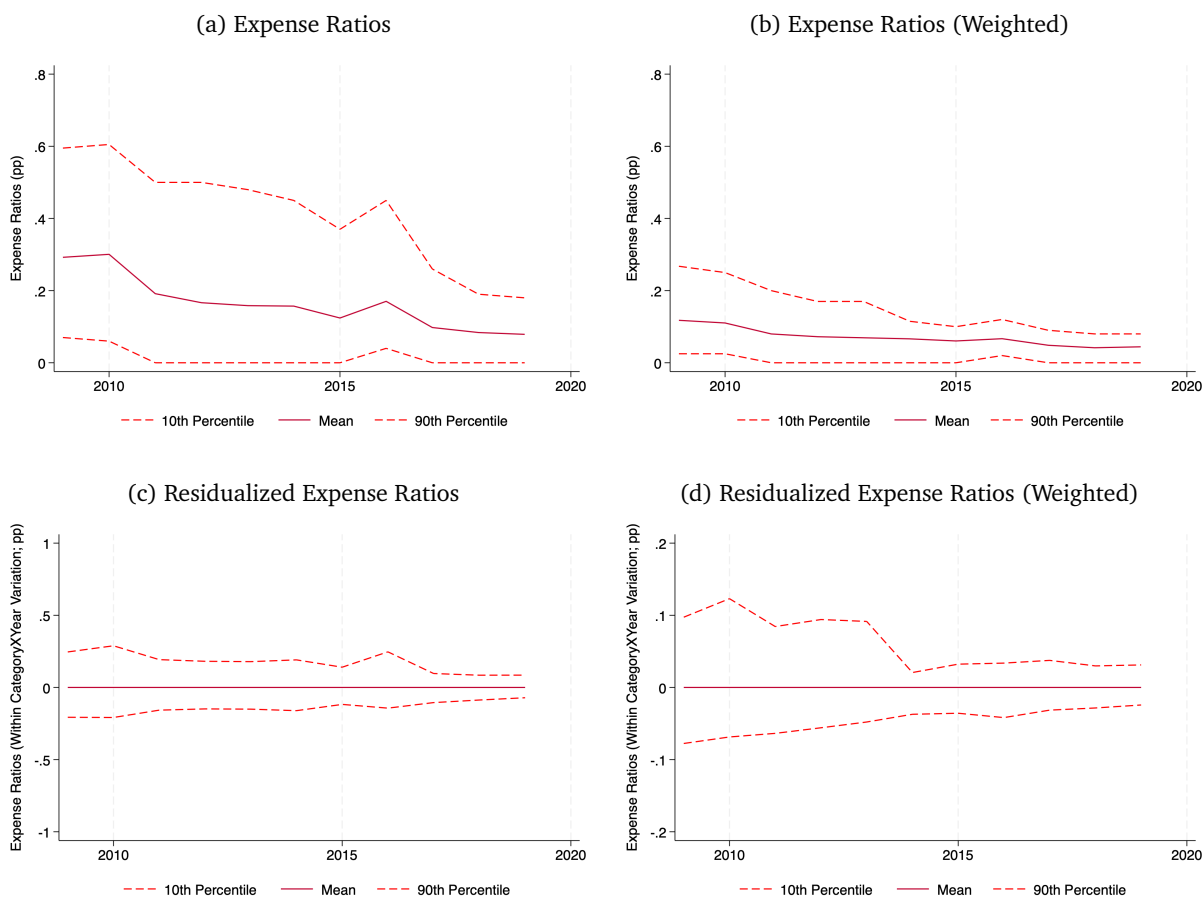 (a) Expense Ratios
Expense Ratios (pp)
.8
.6
.4
.2
0
2010
2015
2020
10th Percentile
Mean
90th Percentile
(b) Expense Ratios (Weighted)
Expense Ratios (pp)
.8
.6
.4
.2
0
2010
2015
2020
10th Percentile
Mean
90th Percentile
(c) Residualized Expense Ratios
Expense Ratios (Within CategoryXYear Variation; pp)
1
.5
0
-.5
-1
2010
2015
2020
10th Percentile
Mean
90th Percentile
(d) Residualized Expense Ratios (Weighted)
Expense Ratios (Within CategoryXYear Variation; pp)
.2
.1
0
-.1
-.2
2010
2015
2020
10th Percentile
Mean
90th Percentile